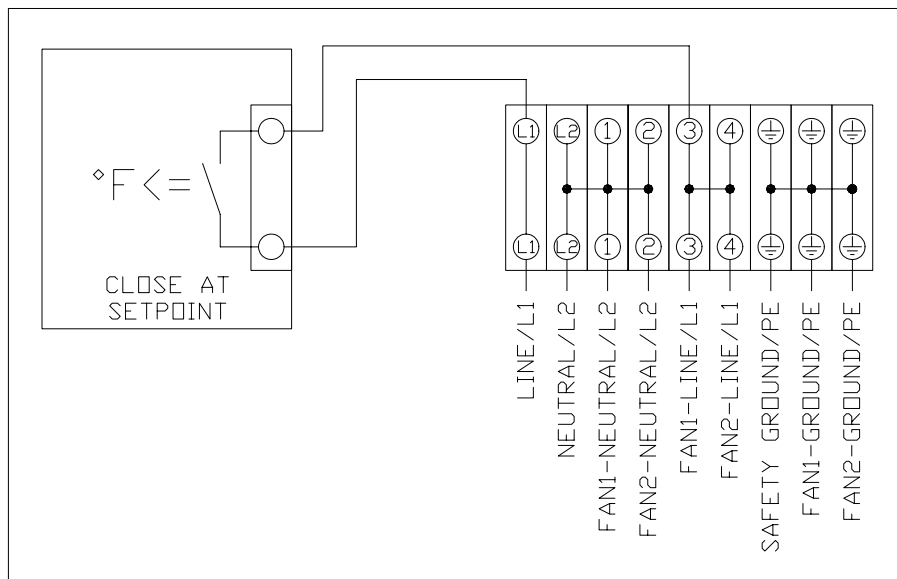 °F <=
CLOSE AT
SETPOINT
L1 L2 1 2 3 4
L1 L2 1 2 3 4
LINE/L1
NEUTRAL/L2
FAN1-NEUTRAL/L2
FAN2-NEUTRAL/L2
FAN1-LINE/L1
FAN2-LINE/L1
SAFETY GROUND/PE
FAN1-GROUND/PE
FAN2-GROUND/PE